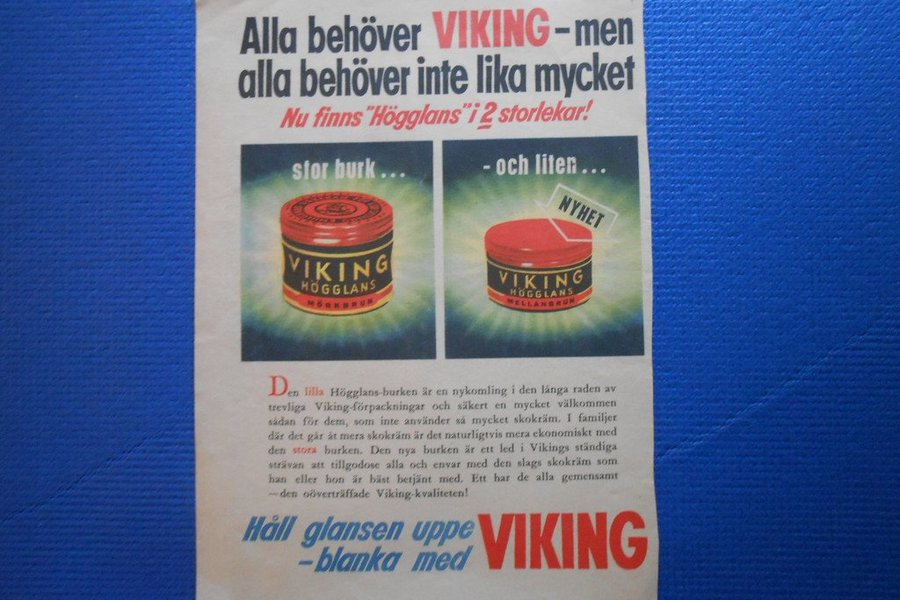 Alla behöver VIKING – men
alla behöver inte lika mycket
Nu finns "Högglans" i 2 storlekar!
stor burk...
VIKING
HÖGGLANS
MÖRKBRUN
- och liten...
NYHET
VIKING
HÖGGLANS
MELLANBRUN
Den lilla Högglans-burken är en nykomling i den långa raden av
trevliga Viking-förpackningar och säkert en mycket välkommen
sådan för dem, som inte använder så mycket skokräm. I familjer
där det går åt mera skokräm är det naturligtvis mera ekonomiskt med
den stora burken. Den nya burken är ett led i Vikings ständiga
strävan att tillgodose alla och envar med den slags skokräm som
han eller hon är bäst betjänt med. Ett har de alla gemensamt
—den oöverträffade Viking-kvaliteten!
Håll glansen uppe
–blanka med VIKING